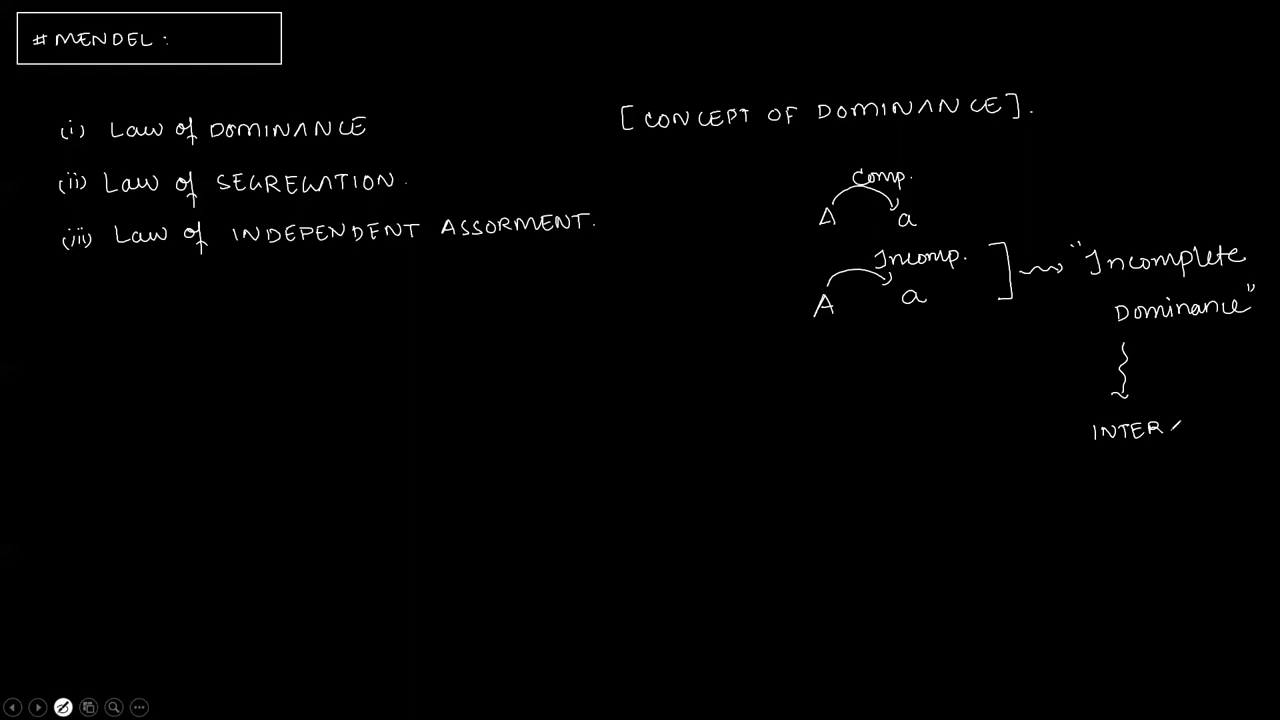 # MENDEL :
(i) Law of DOMINANCE
(ii) Law of SEGREGATION.
(iii) Law of INDEPENDENT ASSORMENT.
[CONCEPT OF DOMINANCE].
Comp.
A a
Incomp.
A a
"Incomplete
Dominance"
INTER